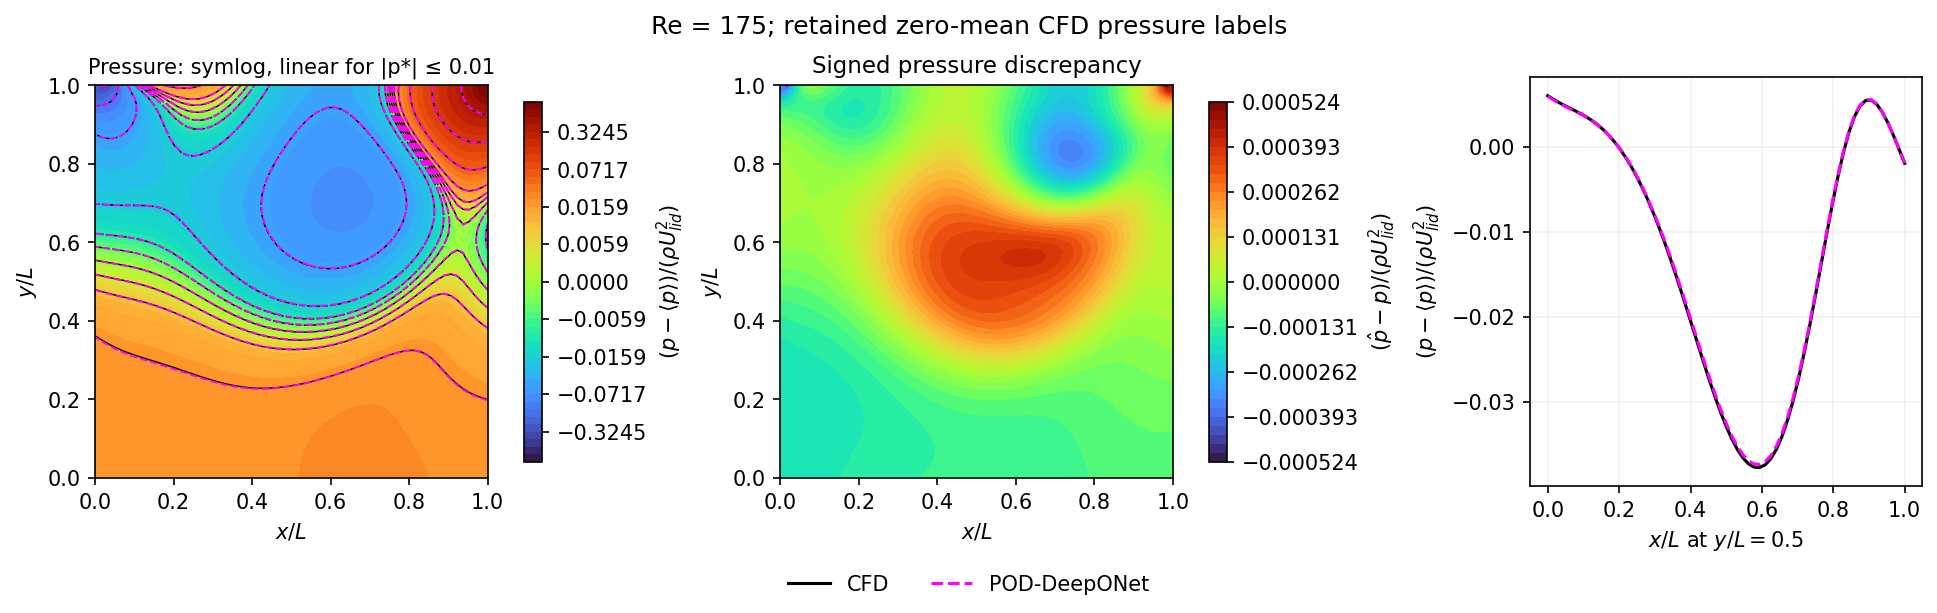 Re = 175; retained zero-mean CFD pressure labels
Pressure: symlog, linear for |p*| ≤ 0.01
1.0
0.8
0.6
0.4
0.2
0.0
y/L
0.0 0.2 0.4 0.6 0.8 1.0
x/L
0.3245
0.0717
0.0159
0.0059
0.0000
−0.0059
−0.0159
−0.0717
−0.3245
(p − ⟨p⟩)/(ρU²_lid)
Signed pressure discrepancy
1.0
0.8
0.6
0.4
0.2
0.0
y/L
0.0 0.2 0.4 0.6 0.8 1.0
x/L
0.000524
0.000393
0.000262
0.000131
0.000000
−0.000131
−0.000262
−0.000393
−0.000524
(p̂ − p)/(ρU²_lid)
(p − ⟨p⟩)/(ρU²_lid)
0.00
−0.01
−0.02
−0.03
0.0 0.2 0.4 0.6 0.8 1.0
x/L at y/L = 0.5
CFD
POD-DeepONet